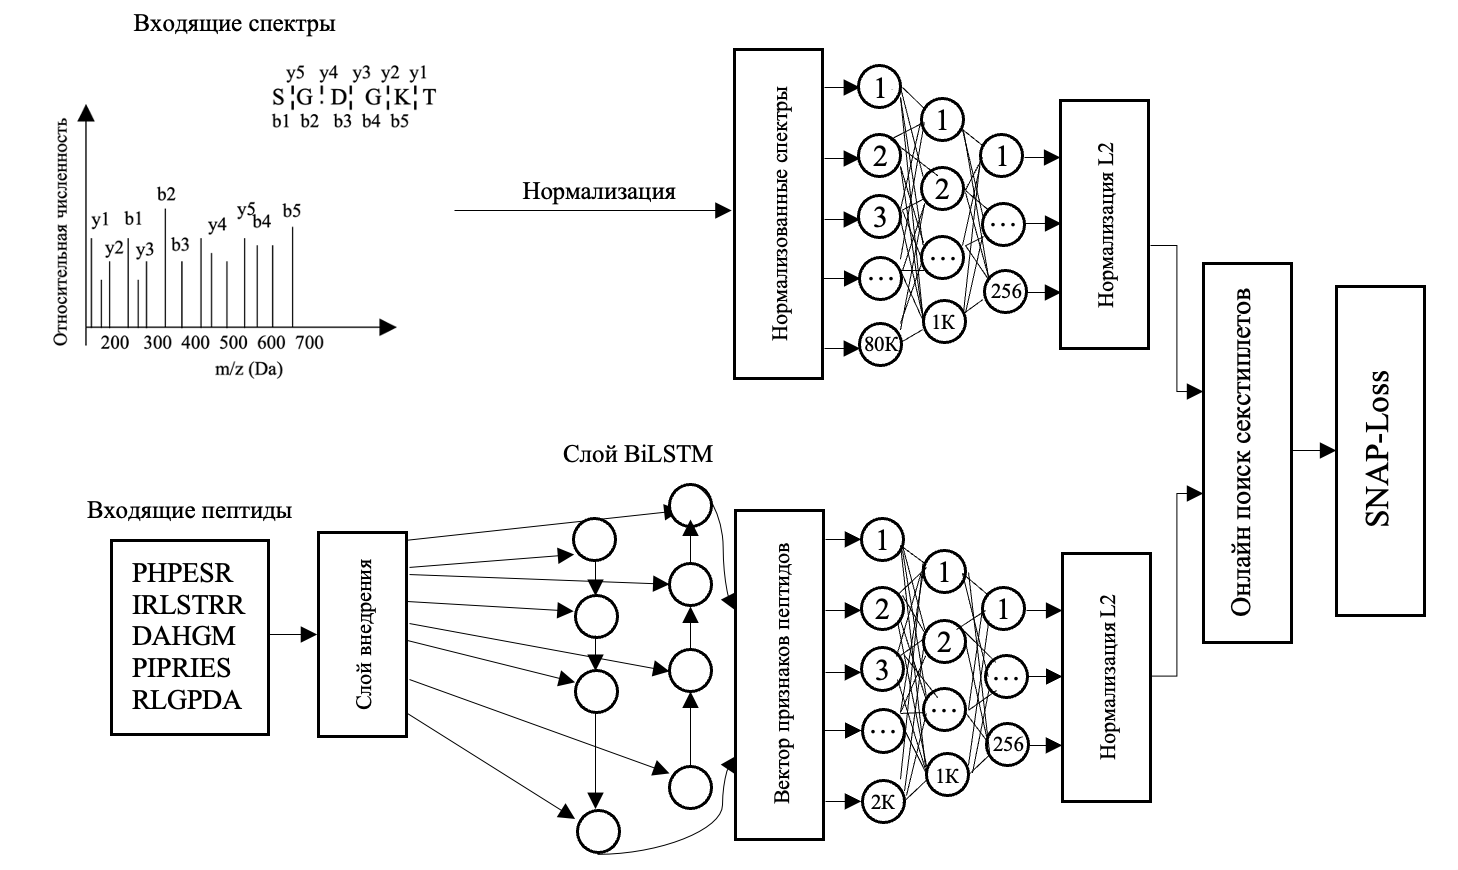 Входящие спектры
y5 y4 y3 y2 y1
S G D G K T
b1 b2 b3 b4 b5
Относительная численность
y1
y2
b1
y3
b2
b3
y4
y5
b4
b5
200 300 400 500 600 700
m/z (Da)
Нормализация
Нормализованные спектры
1
2
3
...
80K
1
2
...
1K
1
...
256
Нормализация L2
Входящие пептиды
PHPESR
IRLSTRR
DAHGM
PIPRIES
RLGPDA
Слой внедрения
Слой BiLSTM
Вектор признаков пептидов
1
2
3
...
2K
1
2
...
1K
1
...
256
Нормализация L2
Онлайн поиск секстиплетов
SNAP-Loss